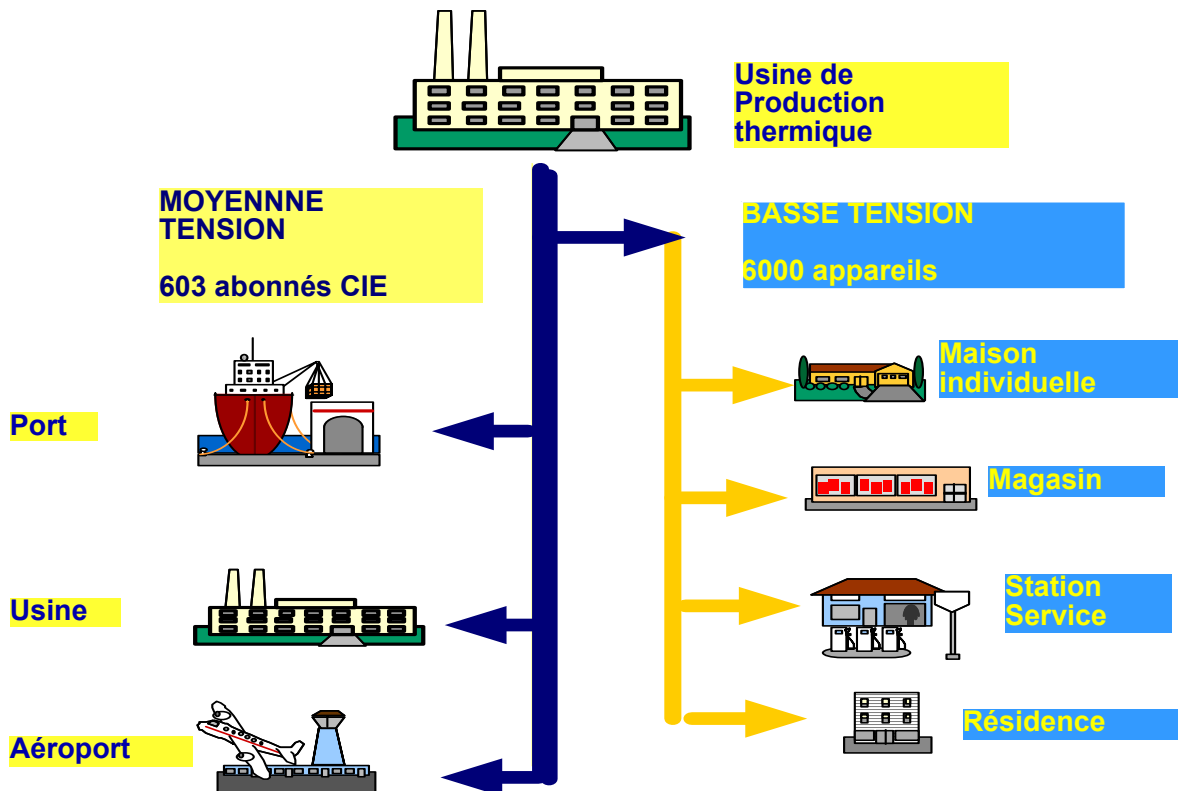 Usine de
Production
thermique
MOYENNNE
TENSION
603 abonnés CIE
BASSE TENSION
6000 appareils
Maison
individuelle
Port
Magasin
Usine
Station
Service
Aéroport
Résidence